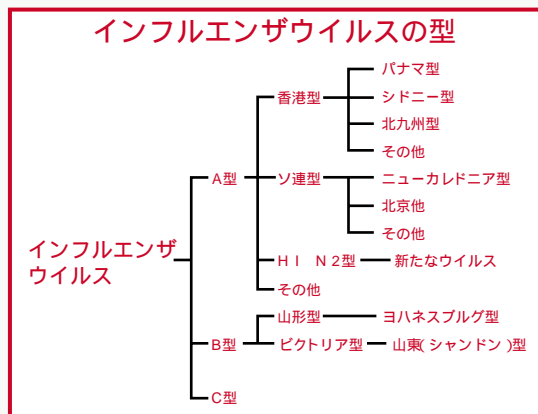 インフルエンザウイルスの型
パナマ型
香港型
シドニー型
北九州型
その他
A型
ソ連型
ニューカレドニア型
北京他
その他
インフルエンザ
ウイルス
HI N2型
新たなウイルス
その他
山形型
ヨハネスブルグ型
B型
ビクトリア型
山東(シャンドン)型
C型